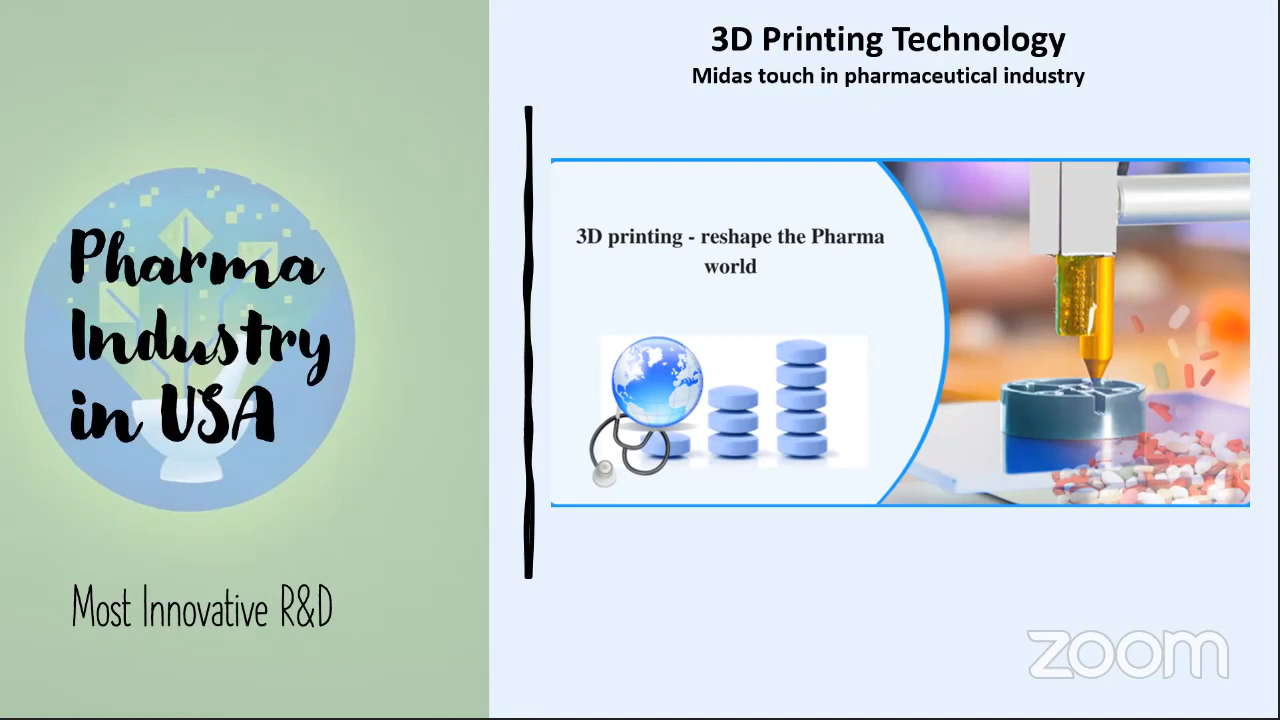 Pharma
Industry
in USA
Most Innovative R&D
3D Printing Technology
Midas touch in pharmaceutical industry
3D printing - reshape the Pharma
world
zoom